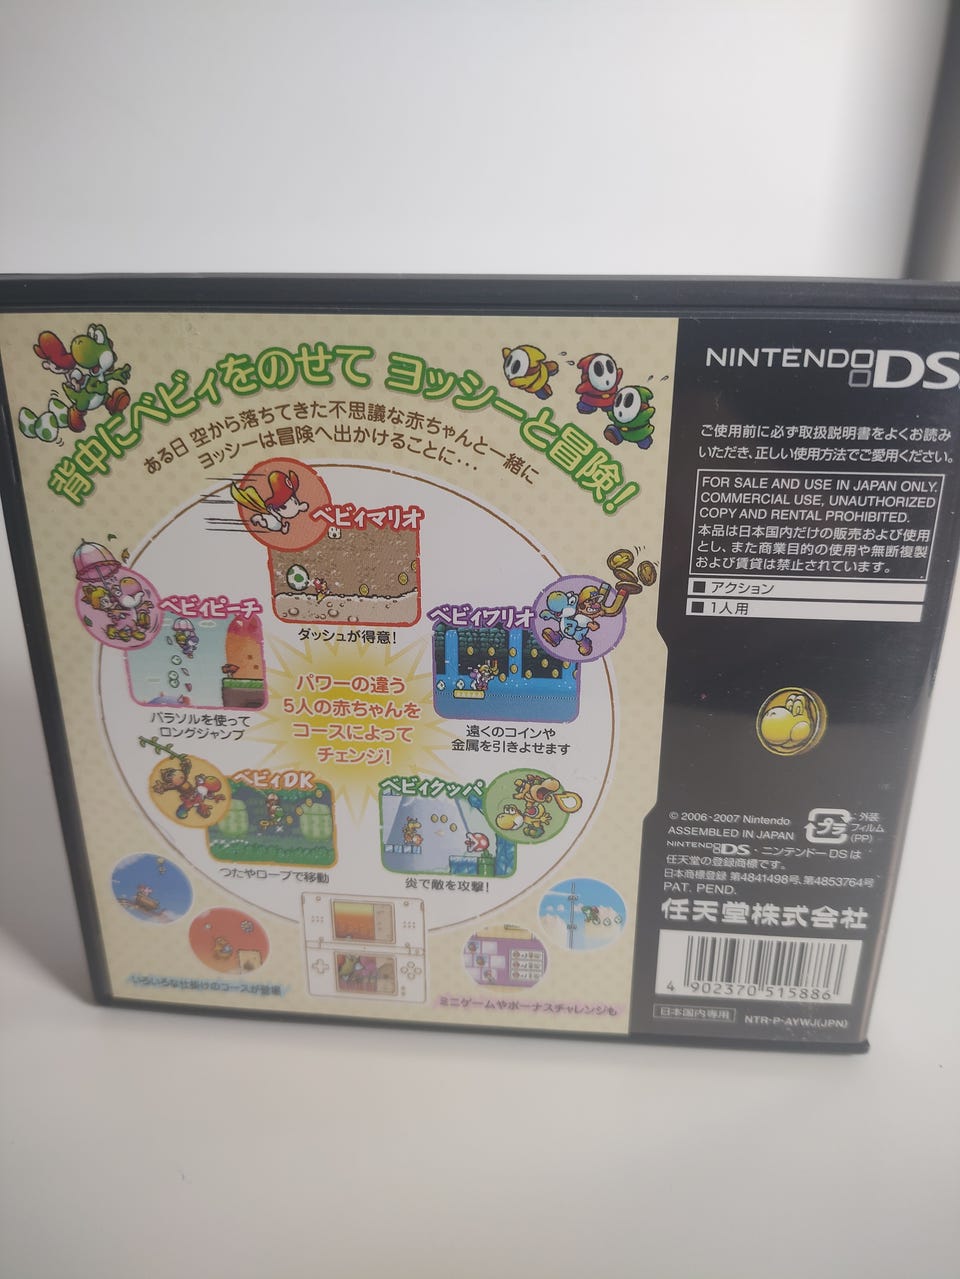 背中にベビィをのせて ヨッシーと冒険!
ある日 空から落ちてきた不思議な赤ちゃんと一緒に
ヨッシーは冒険へ出かけることに...
ベビィマリオ
ダッシュが得意!
ベビィピーチ
パラソルを使って
ロングジャンプ
ベビィワリオ
遠くのコインや
金属を引きよせます
パワーの違う
5人の赤ちゃんを
コースによって
チェンジ!
ベビィDK
つたやロープで移動
ベビィクッパ
炎で敵を攻撃!
いろいろな仕掛けのコースが登場
ミニゲームやボーナスチャレンジも
NINTENDO DS
ご使用前に必ず取扱説明書をよくお読み
いただき、正しい使用方法でご愛用ください。
FOR SALE AND USE IN JAPAN ONLY.
COMMERCIAL USE, UNAUTHORIZED
COPY AND RENTAL PROHIBITED.
本品は日本国内だけの販売および使用
とし、また商業目的の使用や無断複製
および賃貸は禁止されています。
■ アクション
■ 1人用
© 2006-2007 Nintendo
ASSEMBLED IN JAPAN
NINTENDO DS・ニンテンドーDSは
任天堂の登録商標です。
日本商標登録 第4841498号、第4853764号
PAT. PEND.
プラ
外装
フィルム
(PP)
任天堂株式会社
4 902370 515886
日本国内専用
NTR-P-AYWJ(JPN)